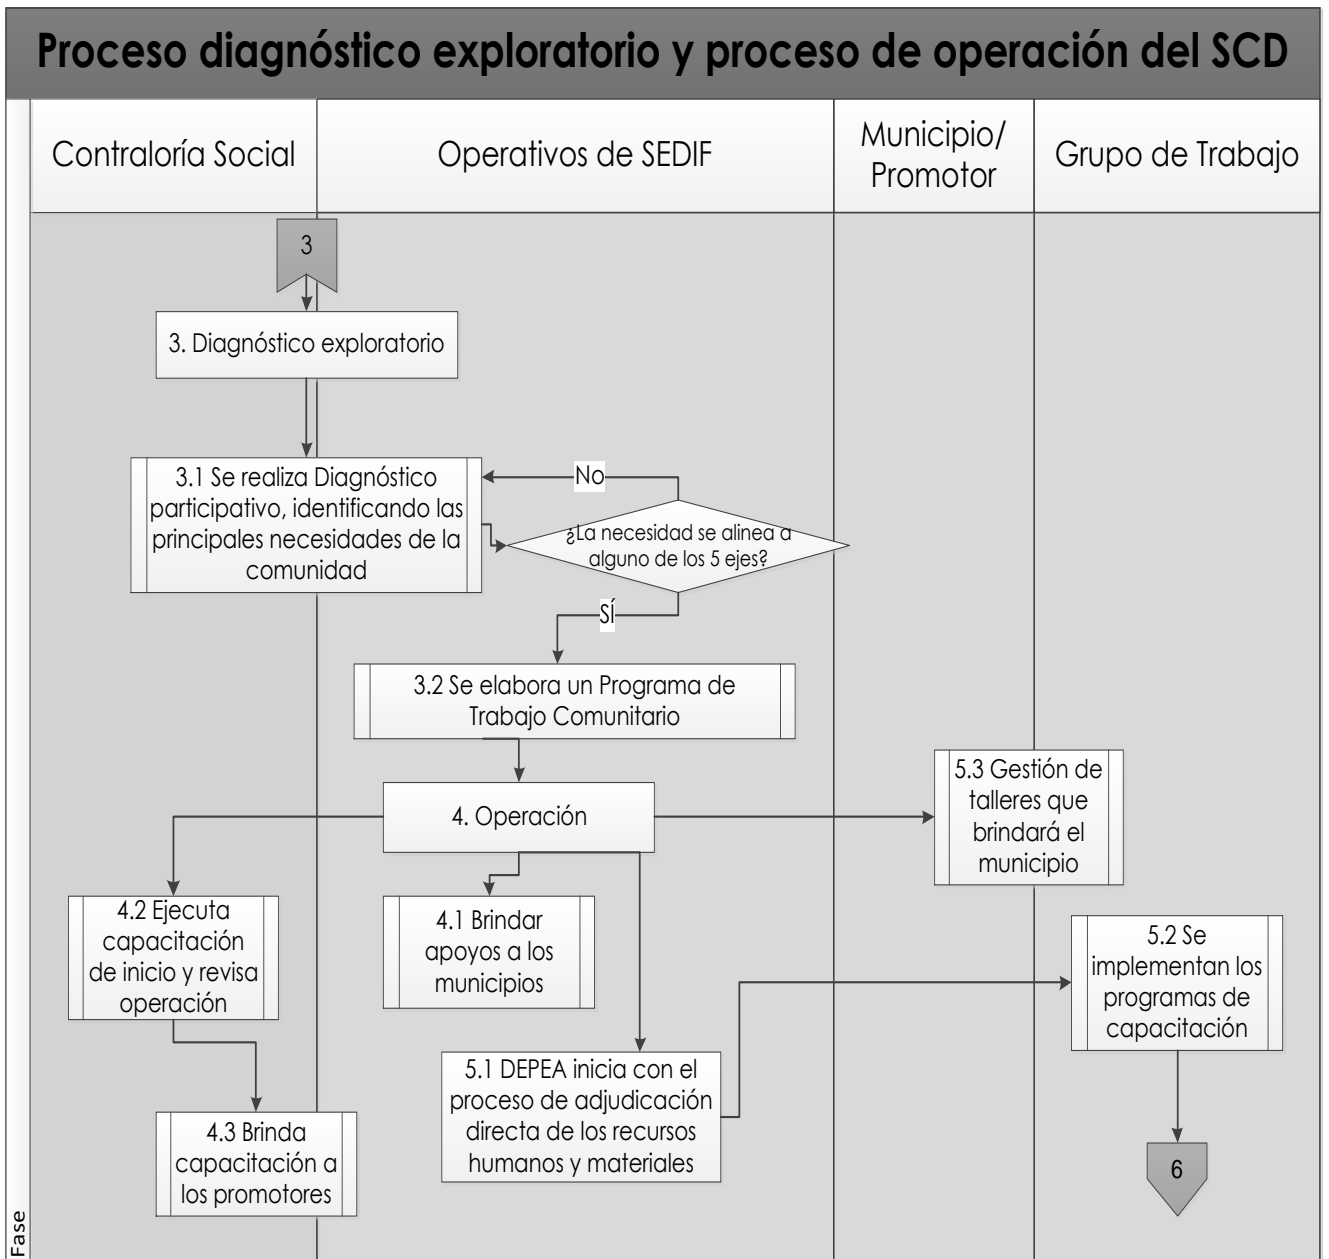 Proceso diagnóstico exploratorio y proceso de operación del SCD
Contraloría Social
Operativos de SEDIF
Municipio/
Promotor
Grupo de Trabajo
3
3. Diagnóstico exploratorio
3.1 Se realiza Diagnóstico
participativo, identificando las
principales necesidades de la
comunidad
No
¿La necesidad se alinea a
alguno de los 5 ejes?
SÍ
3.2 Se elabora un Programa de
Trabajo Comunitario
4. Operación
5.3 Gestión de
talleres que
brindará el
municipio
4.2 Ejecuta
capacitación
de inicio y revisa
operación
4.1 Brindar
apoyos a los
municipios
5.2 Se
implementan los
programas de
capacitación
5.1 DEPEA inicia con el
proceso de adjudicación
directa de los recursos
humanos y materiales
4.3 Brinda
capacitación a
los promotores
6
Fase